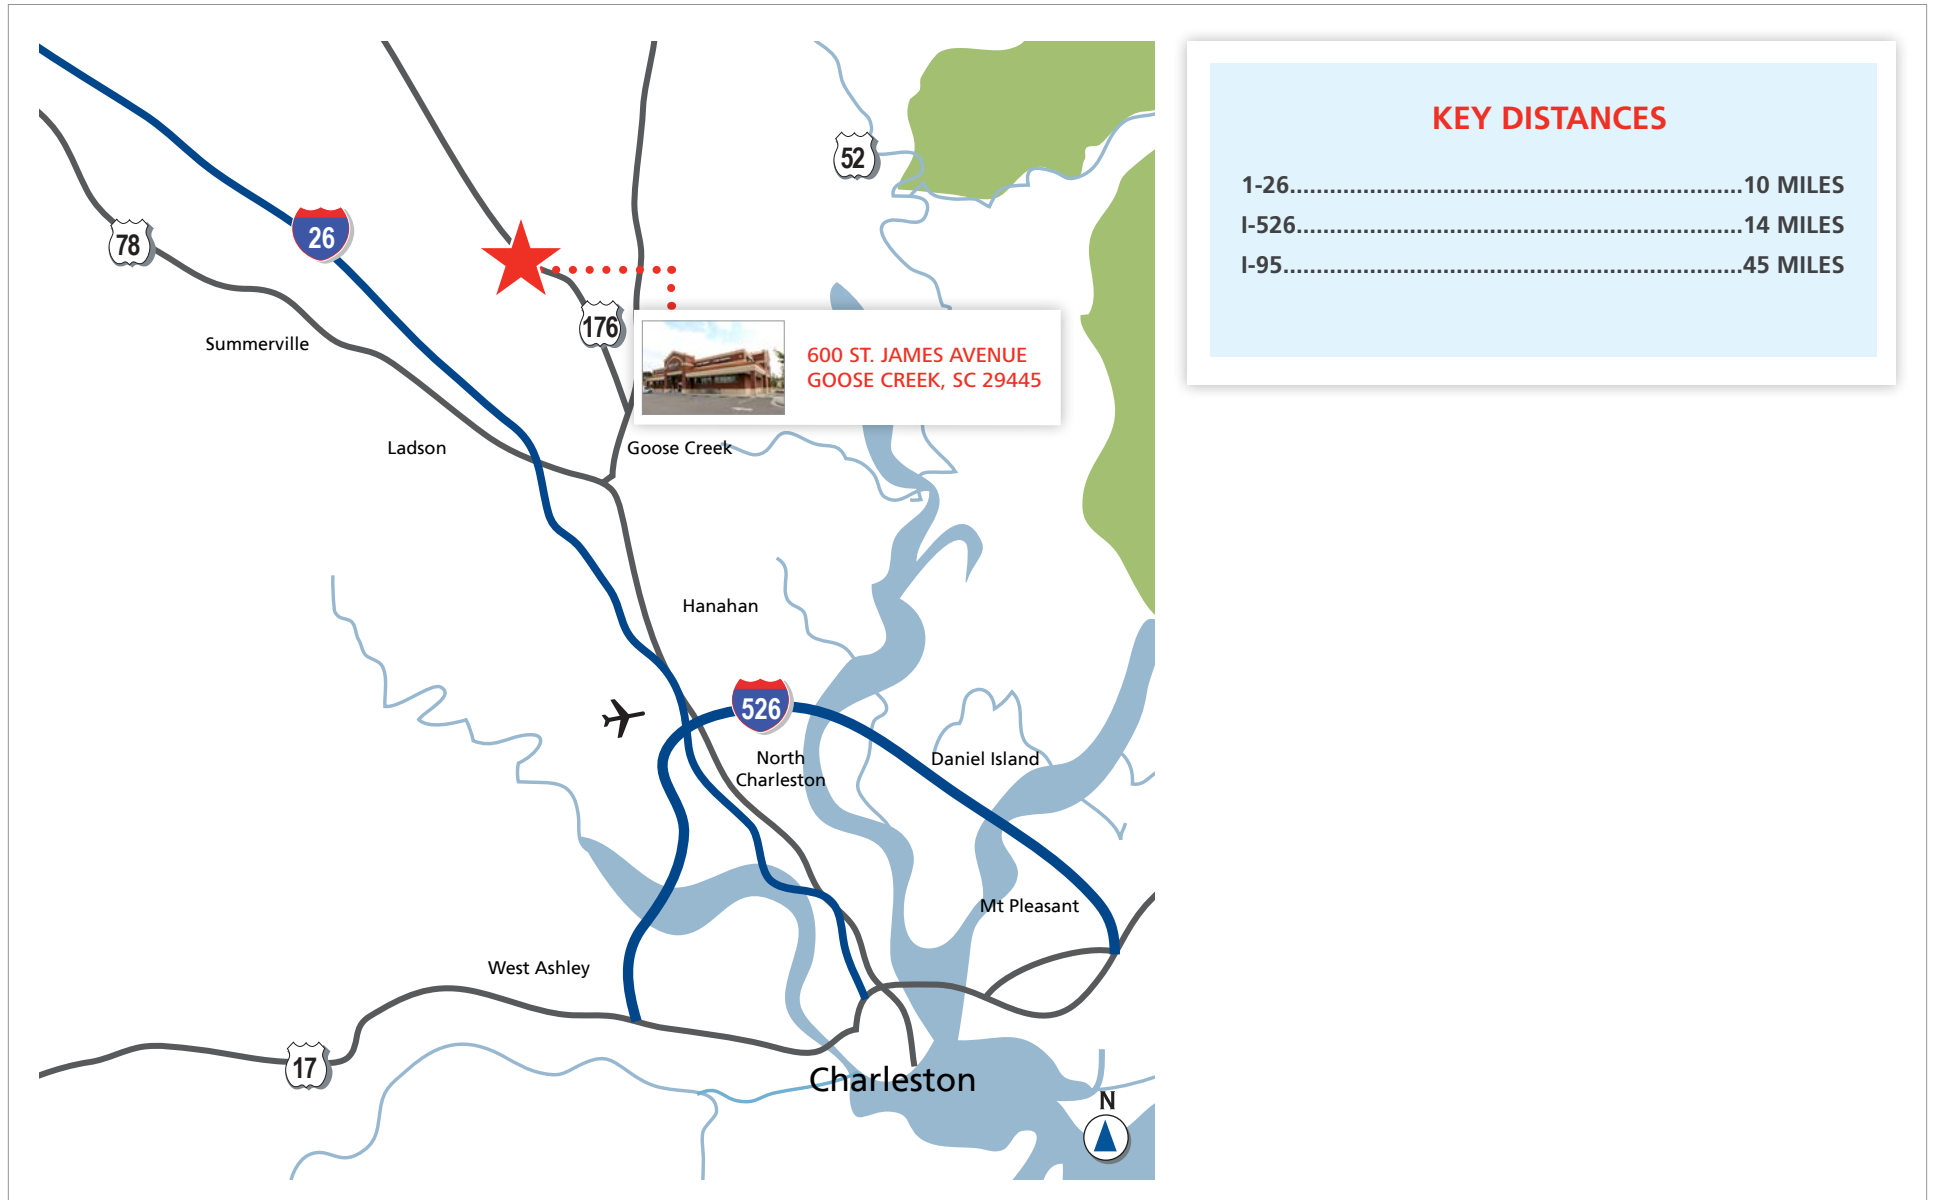 52
78
26
176
Summerville
600 ST. JAMES AVENUE
GOOSE CREEK, SC 29445
Ladson
Goose Creek
Hanahan
526
North
Charleston
Daniel Island
Mt Pleasant
West Ashley
17
Charleston
N
KEY DISTANCES
1-26..........................................................................10 MILES
I-526.........................................................................14 MILES
I-95...........................................................................45 MILES